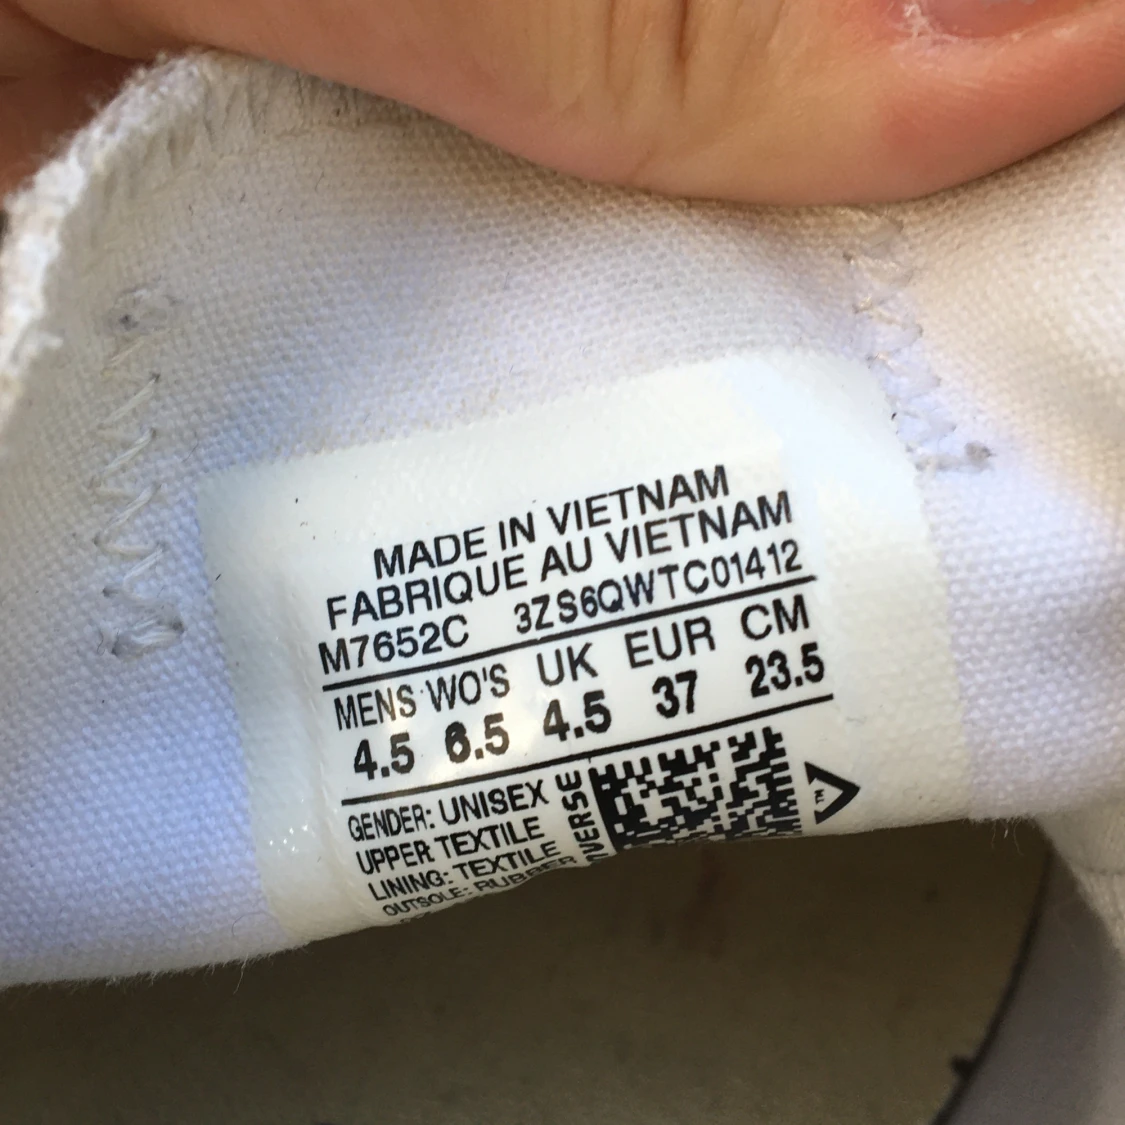 MADE IN VIETNAM
FABRIQUE AU VIETNAM
M7652C 3ZS6QWTC01412
MENS WO'S UK EUR CM
4.5 6.5 4.5 37 23.5
GENDER: UNISEX
UPPER TEXTILE
LINING: TEXTILE
OUTSOLE: RUBBER
TM